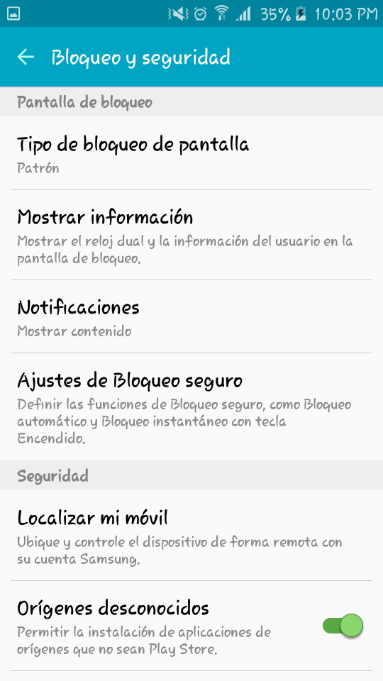 35% 10:03 PM
Bloqueo y seguridad
Pantalla de bloqueo
Tipo de bloqueo de pantalla
Patrón
Mostrar información
Mostrar el reloj dual y la información del usuario en la
pantalla de bloqueo.
Notificaciones
Mostrar contenido
Ajustes de Bloqueo seguro
Definir las funciones de Bloqueo seguro, como Bloqueo
automático y Bloqueo instantáneo con tecla
Encendido.
Seguridad
Localizar mi móvil
Ubique y controle el dispositivo de forma remota con
su cuenta Samsung.
Orígenes desconocidos
Permitir la instalación de aplicaciones de
orígenes que no sean Play Store.